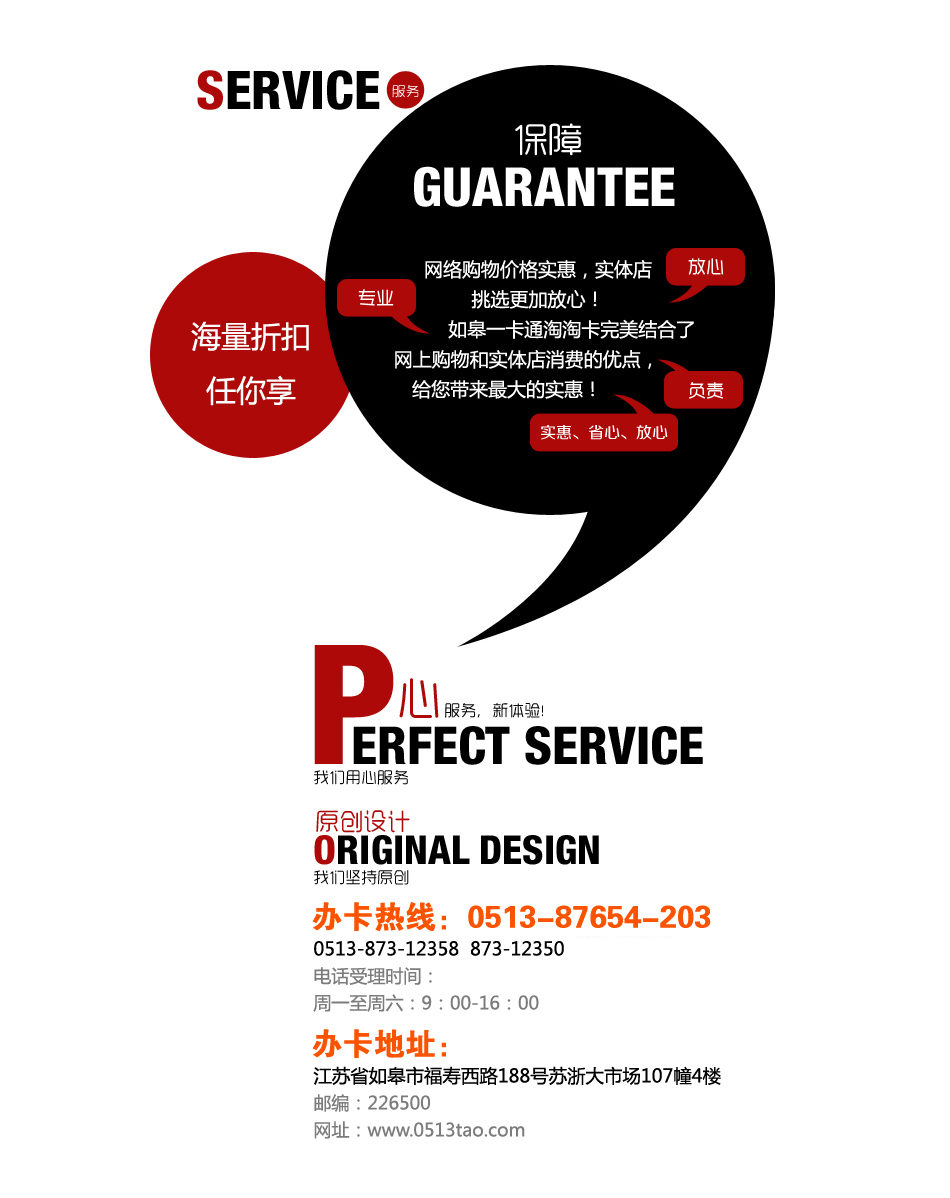 SERVICE 服务
保障
GUARANTEE
网络购物价格实惠，实体店
放心
挑选更加放心！
专业
如皋一卡通淘淘卡完美结合了
网上购物和实体店消费的优点，
给您带来最大的实惠！
负责
实惠、省心、放心
海量折扣
任你享
心 服务，新体验!
PERFECT SERVICE
我们用心服务
原创设计
ORIGINAL DESIGN
我们坚持原创
办卡热线：0513-87654-203
0513-873-12358 873-12350
电话受理时间：
周一至周六：9：00-16：00
办卡地址：
江苏省如皋市福寿西路188号苏浙大市场107幢4楼
邮编：226500
网址：www.0513tao.com